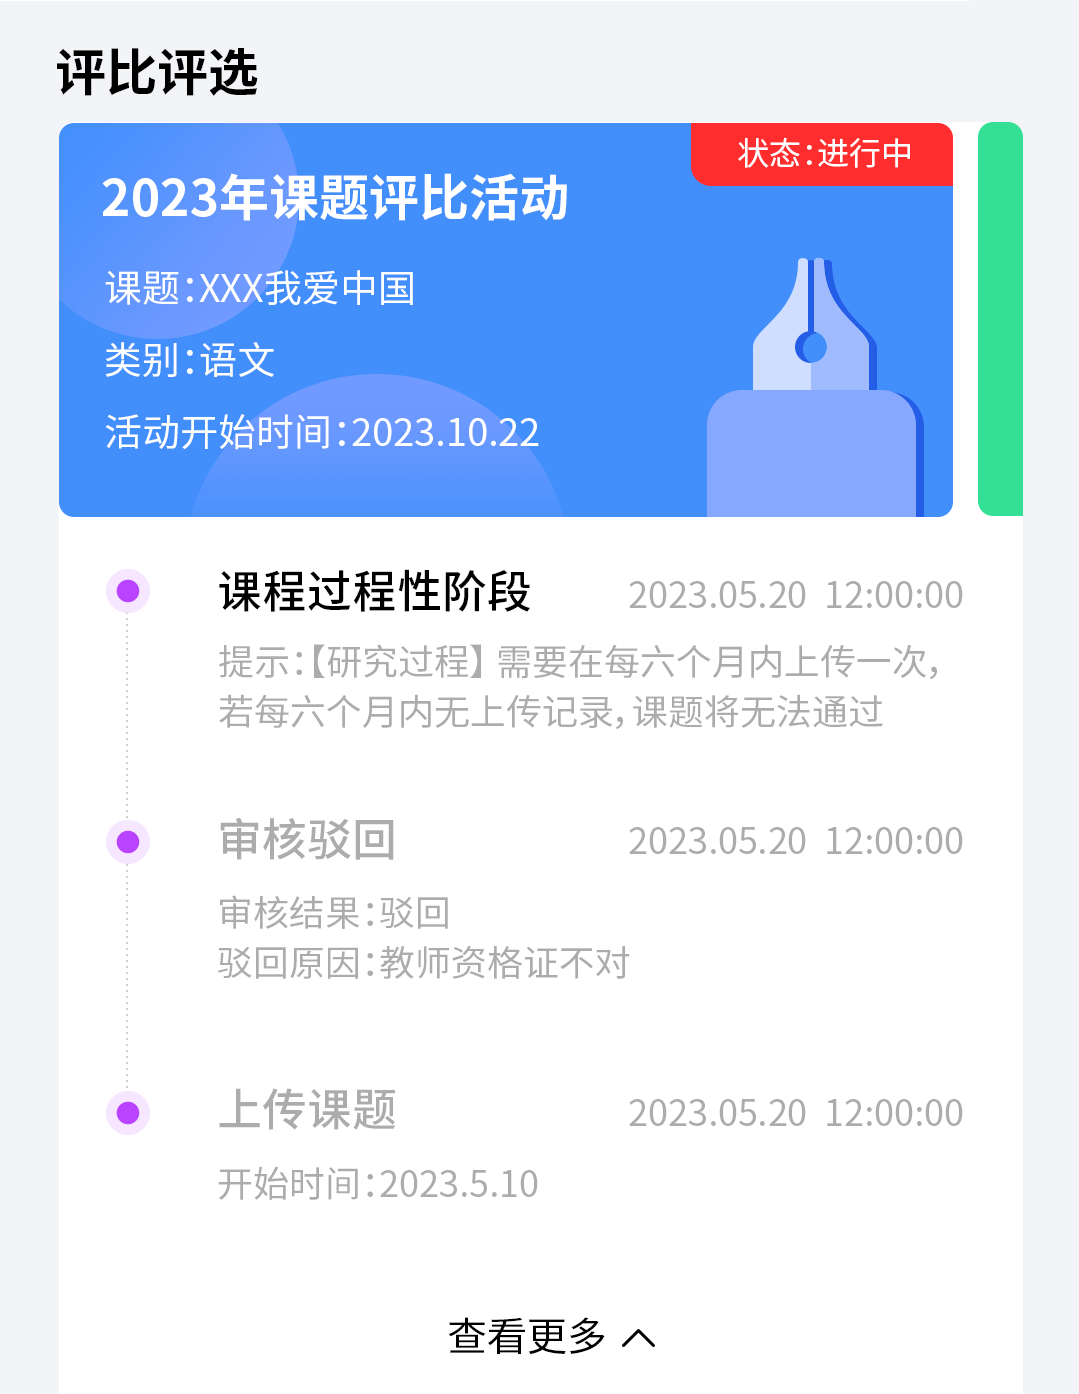 评比评选
状态：进行中
2023年课题评比活动
课题：XXX我爱中国
类别：语文
活动开始时间：2023.10.22
课程过程性阶段 2023.05.20 12:00:00
提示：【研究过程】需要在每六个月内上传一次，
若每六个月内无上传记录，课题将无法通过
审核驳回 2023.05.20 12:00:00
审核结果：驳回
驳回原因：教师资格证不对
上传课题 2023.05.20 12:00:00
开始时间：2023.5.10
查看更多